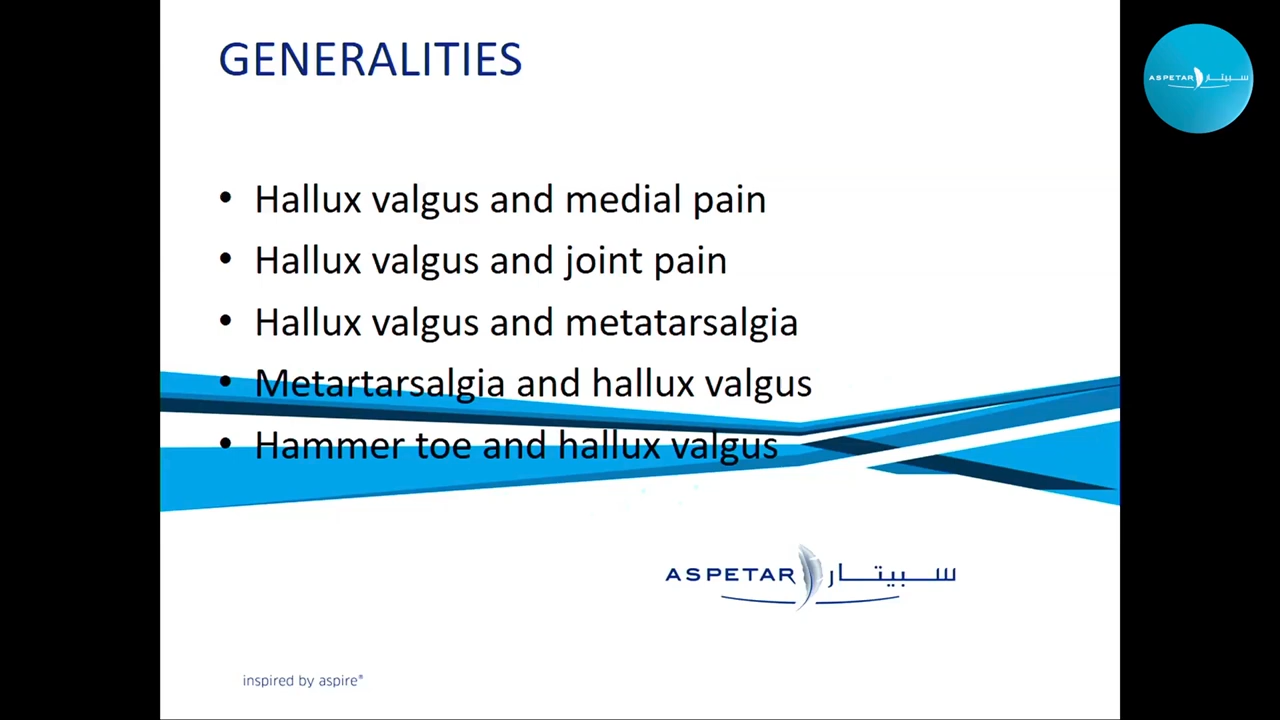 GENERALITIES
ASPETAR سبيتار
• Hallux valgus and medial pain
• Hallux valgus and joint pain
• Hallux valgus and metatarsalgia
• Metartarsalgia and hallux valgus
• Hammer toe and hallux valgus
ASPETAR سبيتار
inspired by aspire®